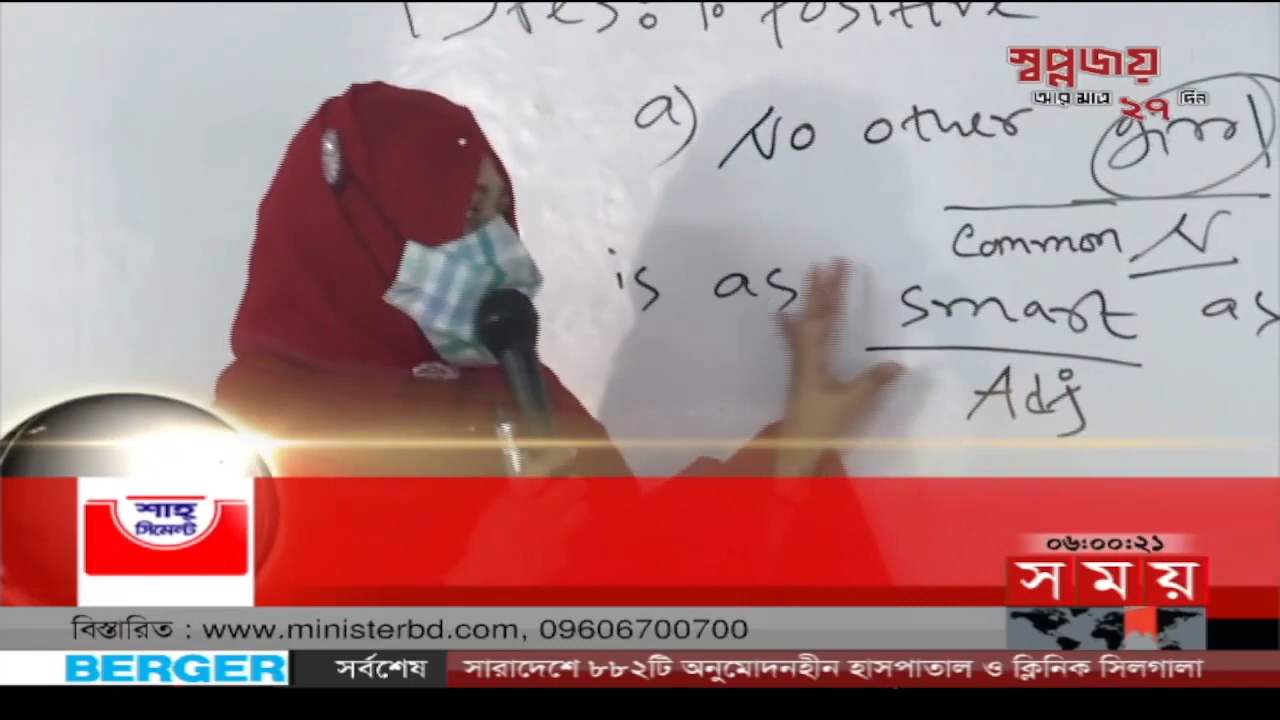 Positive
স্বপ্নজয়
আর মাত্র ২৭ দিন
a) No other girl
Common N
is as smart as
Adj
শাহ্
সিমেন্ট
০৬:০০:২১
সময়
বিস্তারিত : www.ministerbd.com, 09606700700
BERGER সর্বশেষ সারাদেশে ৮৮২টি অনুমোদনহীন হাসপাতাল ও ক্লিনিক সিলগালা